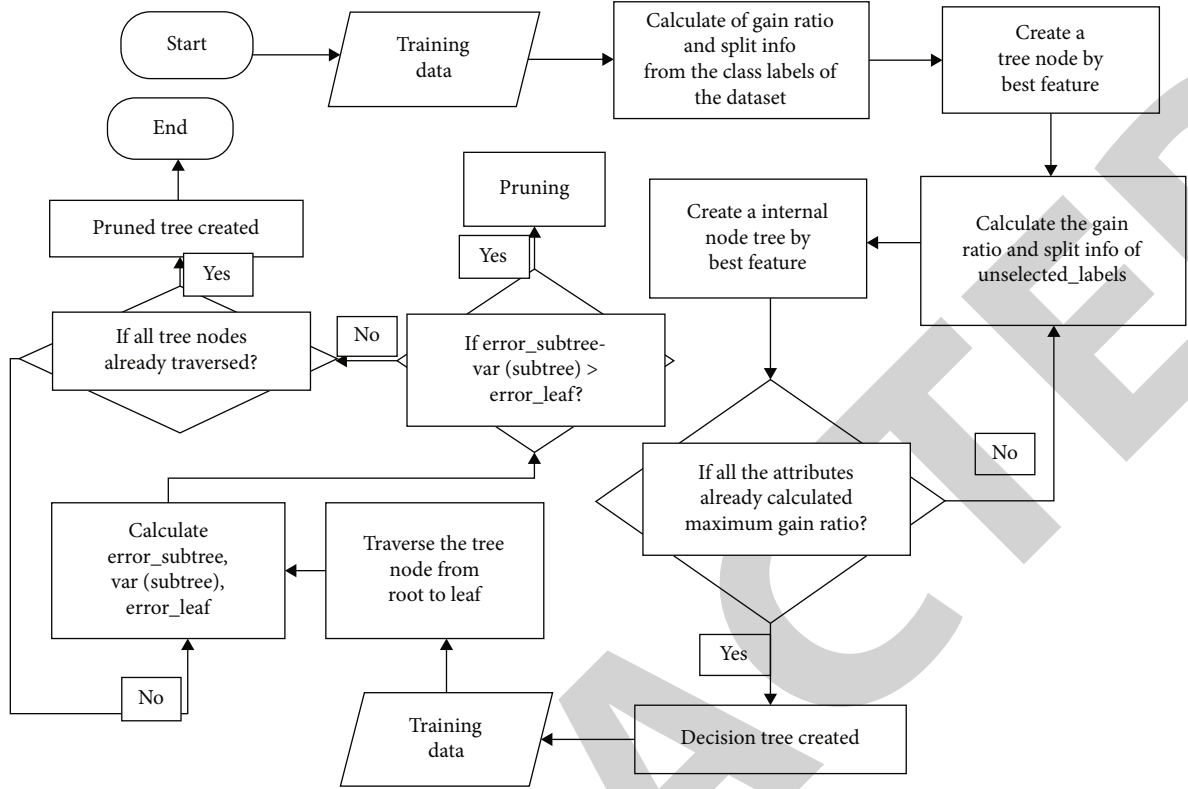 Start
Training
data
Calculate of gain ratio
and split info
from the class labels of
the dataset
Create a
tree node by
best feature
End
Pruned tree created
Yes
If all tree nodes
already traversed?
No
Pruning
Yes
If error_subtree-
var (subtree) >
error_leaf?
Create a internal
node tree by
best feature
Calculate the gain
ratio and split info of
unselected_labels
No
If all the attributes
already calculated
maximum gain ratio?
Yes
Decision tree created
Training
data
Traverse the tree
node from
root to leaf
Calculate
error_subtree,
var (subtree),
error_leaf
No
ACTE